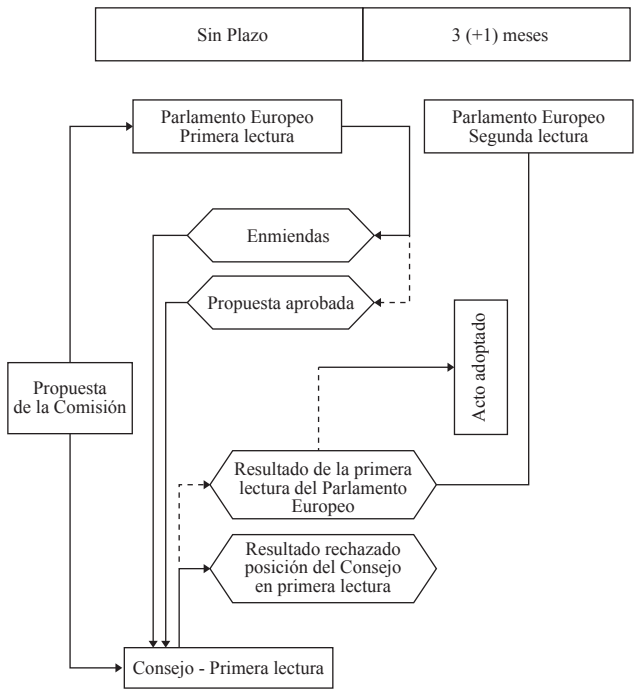 Sin Plazo
3 (+1) meses
Parlamento Europeo
Primera lectura
Parlamento Europeo
Segunda lectura
Enmiendas
Propuesta aprobada
Acto adoptado
Propuesta
de la Comisión
Resultado de la primera
lectura del Parlamento
Europeo
Resultado rechazado
posición del Consejo
en primera lectura
Consejo - Primera lectura